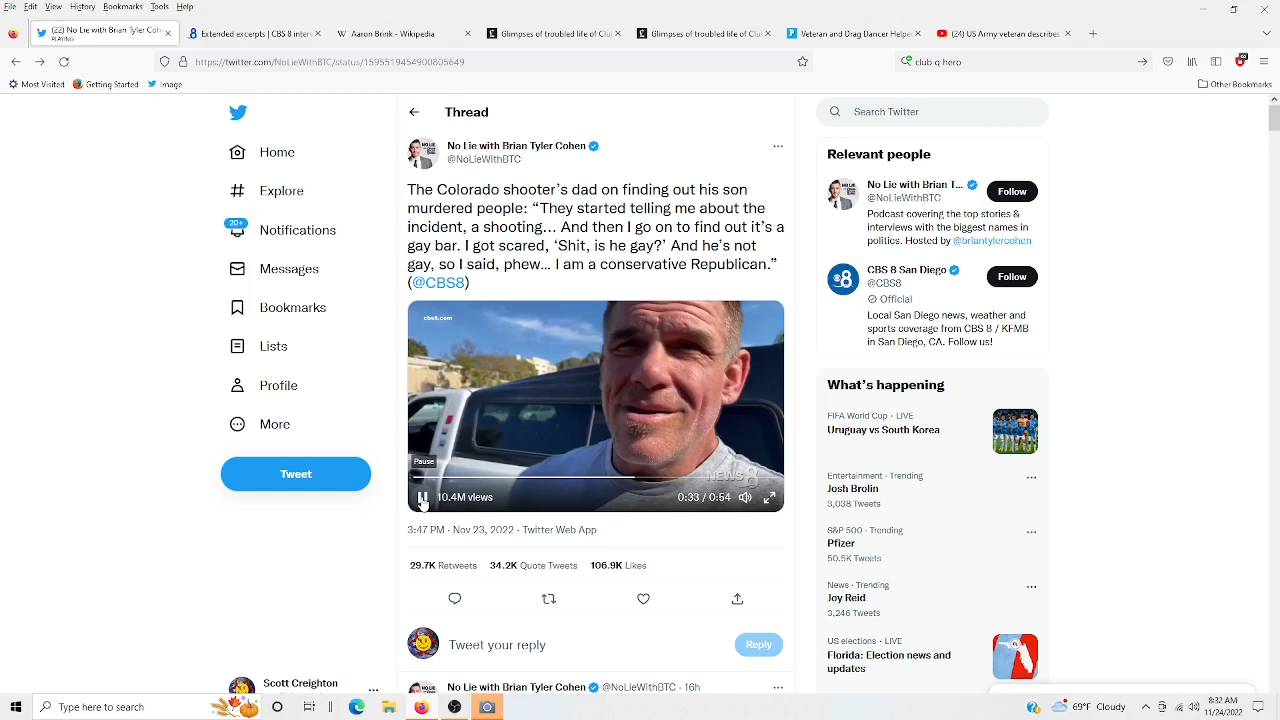 File Edit View History Bookmarks Tools Help
(22) No Lie with Brian Tyler Coh
PLAYING
Extended excerpts | CBS 8 inter
Aaron Brink - Wikipedia
Glimpses of troubled life of Clu
Glimpses of troubled life of Clu
Veteran and Drag Dancer Helpe
(24) US Army veteran describes
https://twitter.com/NoLieWithBTC/status/1595519454900805649
club q hero
Most Visited
Getting Started
Image
Other Bookmarks
Home
Explore
20+
Notifications
Messages
Bookmarks
Lists
Profile
More
Tweet
Scott Creighton
Thread
No Lie with Brian Tyler Cohen
@NoLieWithBTC
The Colorado shooter’s dad on finding out his son
murdered people: “They started telling me about the
incident, a shooting… And then I go on to find out it’s a
gay bar. I got scared, ‘Shit, is he gay?’ And he’s not
gay, so I said, phew… I am a conservative Republican.”
(@CBS8)
cbs8.com
NEWS 8
Pause
10.4M views
0:33 / 0:54
3:47 PM · Nov 23, 2022 · Twitter Web App
29.7K Retweets 34.2K Quote Tweets 106.9K Likes
Tweet your reply
Reply
No Lie with Brian Tyler Cohen @NoLieWithBTC · 16h
Search Twitter
Relevant people
No Lie with Brian T...
@NoLieWithBTC
Follow
Podcast covering the top stories &
interviews with the biggest names in
politics. Hosted by @briantylercohen
CBS 8 San Diego
@CBS8
Follow
Official
Local San Diego news, weather and
sports coverage from CBS 8 / KFMB
in San Diego, CA. Follow us!
What’s happening
FIFA World Cup · LIVE
Uruguay vs South Korea
Entertainment · Trending
Josh Brolin
3,038 Tweets
S&P 500 · Trending
Pfizer
50.5K Tweets
News · Trending
Joy Reid
3,246 Tweets
US elections · LIVE
Florida: Election news and
updates
Type here to search
69°F Cloudy
8:32 AM
11/24/2022